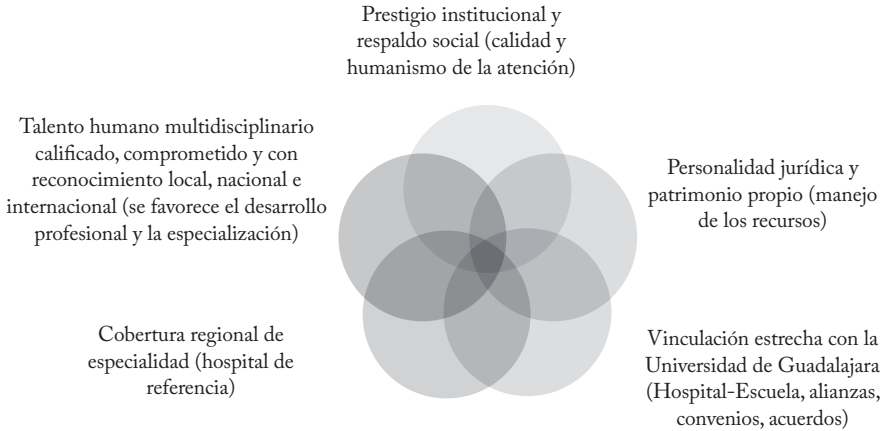 Prestigio institucional y
respaldo social (calidad y
humanismo de la atención)
Talento humano multidisciplinario
calificado, comprometido y con
reconocimiento local, nacional e
internacional (se favorece el desarrollo
profesional y la especialización)
Personalidad jurídica y
patrimonio propio (manejo
de los recursos)
Cobertura regional de
especialidad (hospital de
referencia)
Vinculación estrecha con la
Universidad de Guadalajara
(Hospital-Escuela, alianzas,
convenios, acuerdos)